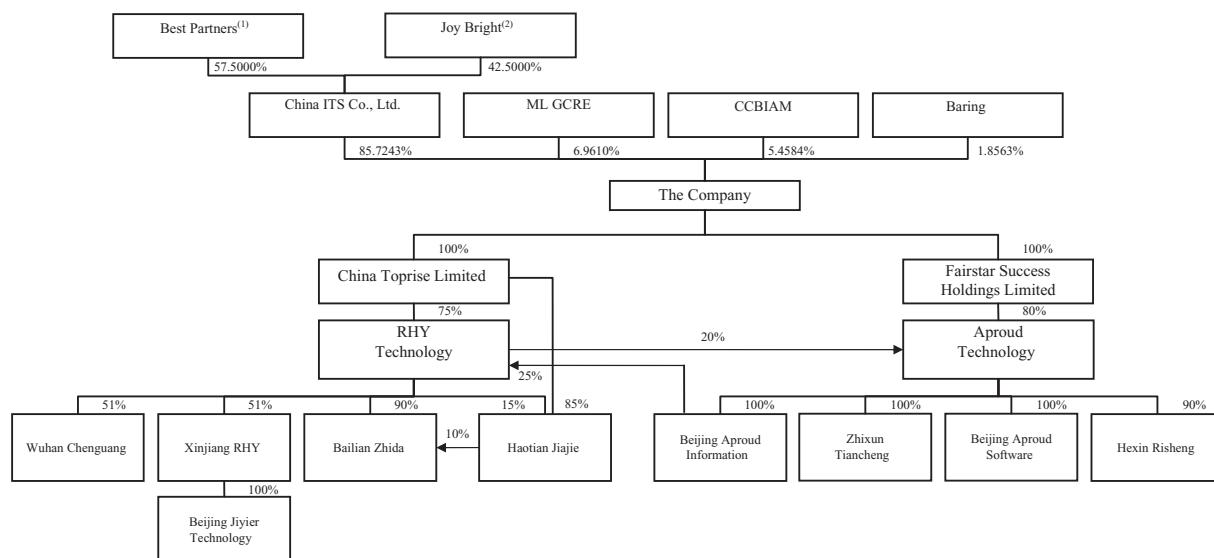 Best Partners(1)
Joy Bright(2)
57.5000%
42.5000%
China ITS Co., Ltd.
ML GCRE
CCBIAM
Baring
85.7243%
6.9610%
5.4584%
1.8563%
The Company
100%
100%
China Toprise Limited
Fairstar Success
Holdings Limited
75%
80%
RHY
Technology
20%
Aproud
Technology
25%
51%
51%
90%
15%
85%
100%
100%
100%
90%
Wuhan Chenguang
Xinjiang RHY
Bailian Zhida
10%
Haotian Jiajie
Beijing Aproud
Information
Zhixun
Tiancheng
Beijing Aproud
Software
Hexin Risheng
100%
Beijing Jiyier
Technology